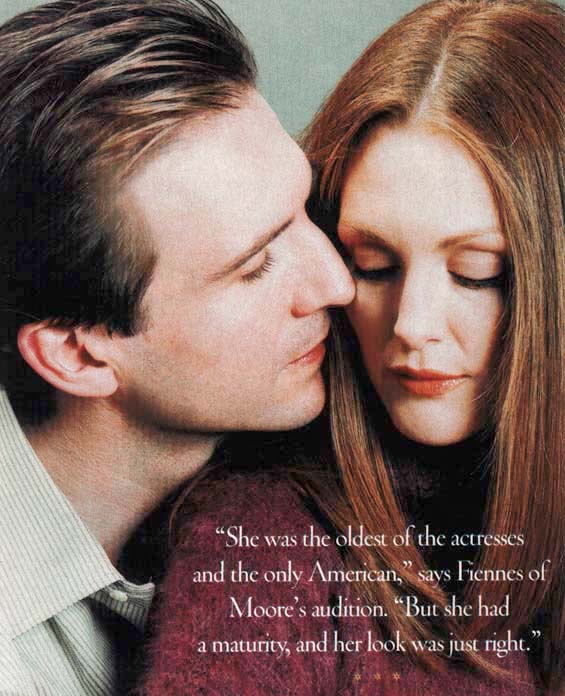 “She was the oldest of the actresses
and the only American,” says Fiennes of
Moore’s audition. “But she had
a maturity, and her look was just right.”